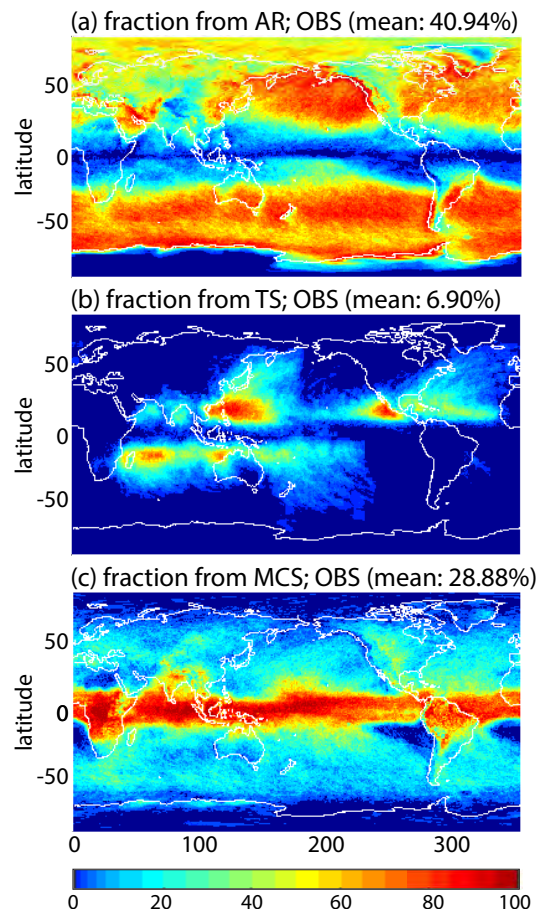 (a) fraction from AR; OBS (mean: 40.94%)
50
0
-50
latitude
(b) fraction from TS; OBS (mean: 6.90%)
50
0
-50
latitude
(c) fraction from MCS; OBS (mean: 28.88%)
50
0
-50
latitude
0 100 200 300
0 20 40 60 80 100